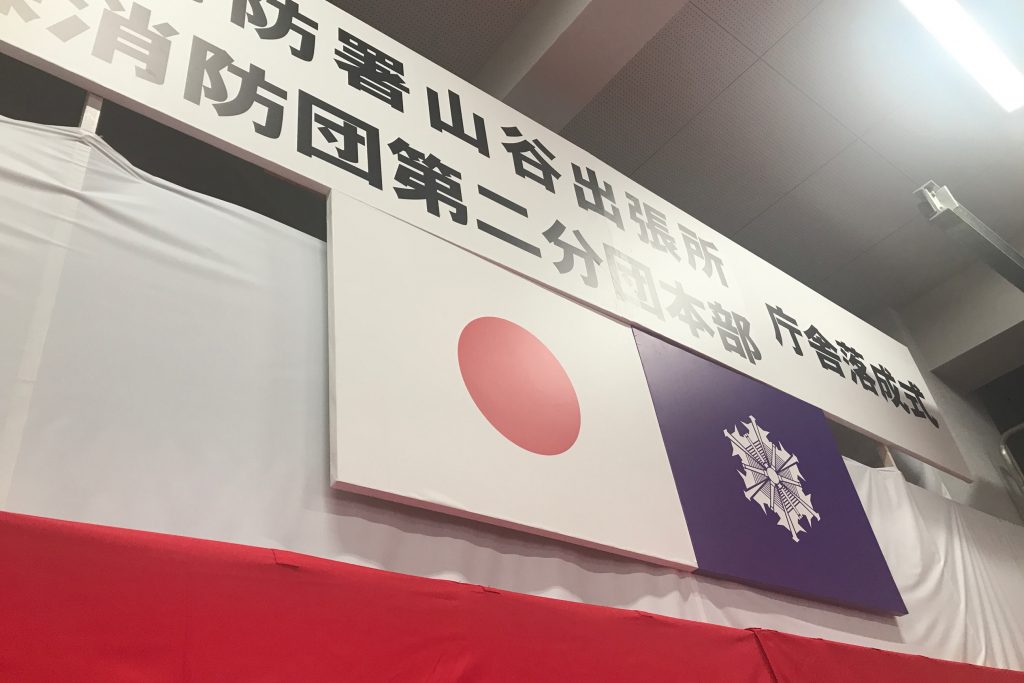 防署山谷出張所
消防団第二分団本部
庁舎落成式